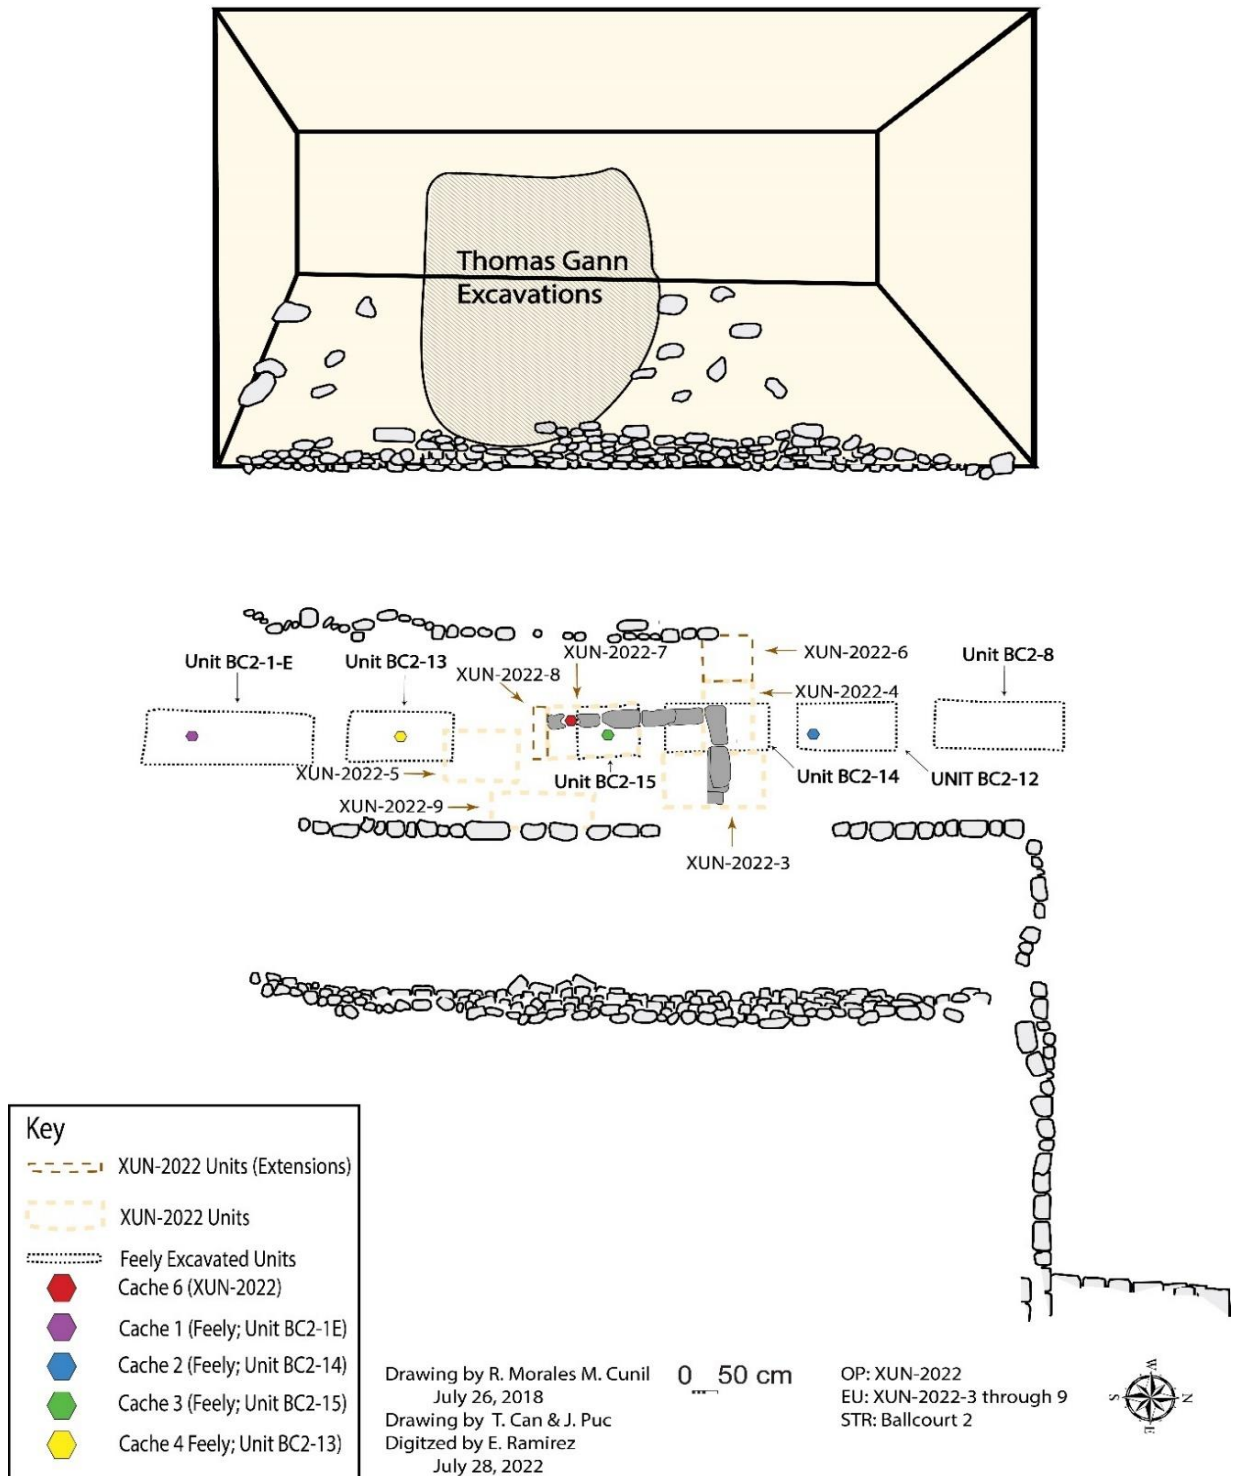 Thomas Gann
Excavations
XUN-2022-7
XUN-2022-6
Unit BC2-1-E
Unit BC2-13
Unit BC2-8
XUN-2022-8
XUN-2022-4
XUN-2022-5
Unit BC2-15
Unit BC2-14
UNIT BC2-12
XUN-2022-9
XUN-2022-3
Key
XUN-2022 Units (Extensions)
XUN-2022 Units
Feely Excavated Units
Cache 6 (XUN-2022)
Cache 1 (Feely; Unit BC2-1E)
Cache 2 (Feely; Unit BC2-14)
Cache 3 (Feely; Unit BC2-15)
Cache 4 Feely; Unit BC2-13)
Drawing by R. Morales M. Cunil
July 26, 2018
Drawing by T. Can & J. Puc
Digitzed by E. Ramirez
July 28, 2022
0 50 cm
OP: XUN-2022
EU: XUN-2022-3 through 9
STR: Ballcourt 2
W
S N
E